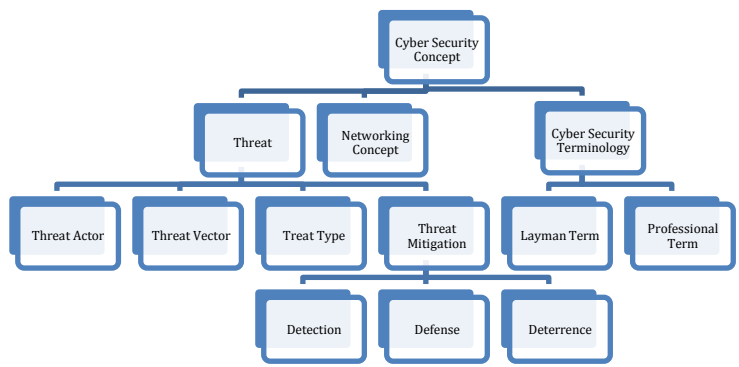 Cyber Security
Concept
Threat
Networking
Concept
Cyber Security
Terminology
Threat Actor
Threat Vector
Treat Type
Threat
Mitigation
Layman Term
Professional
Term
Detection
Defense
Deterrence